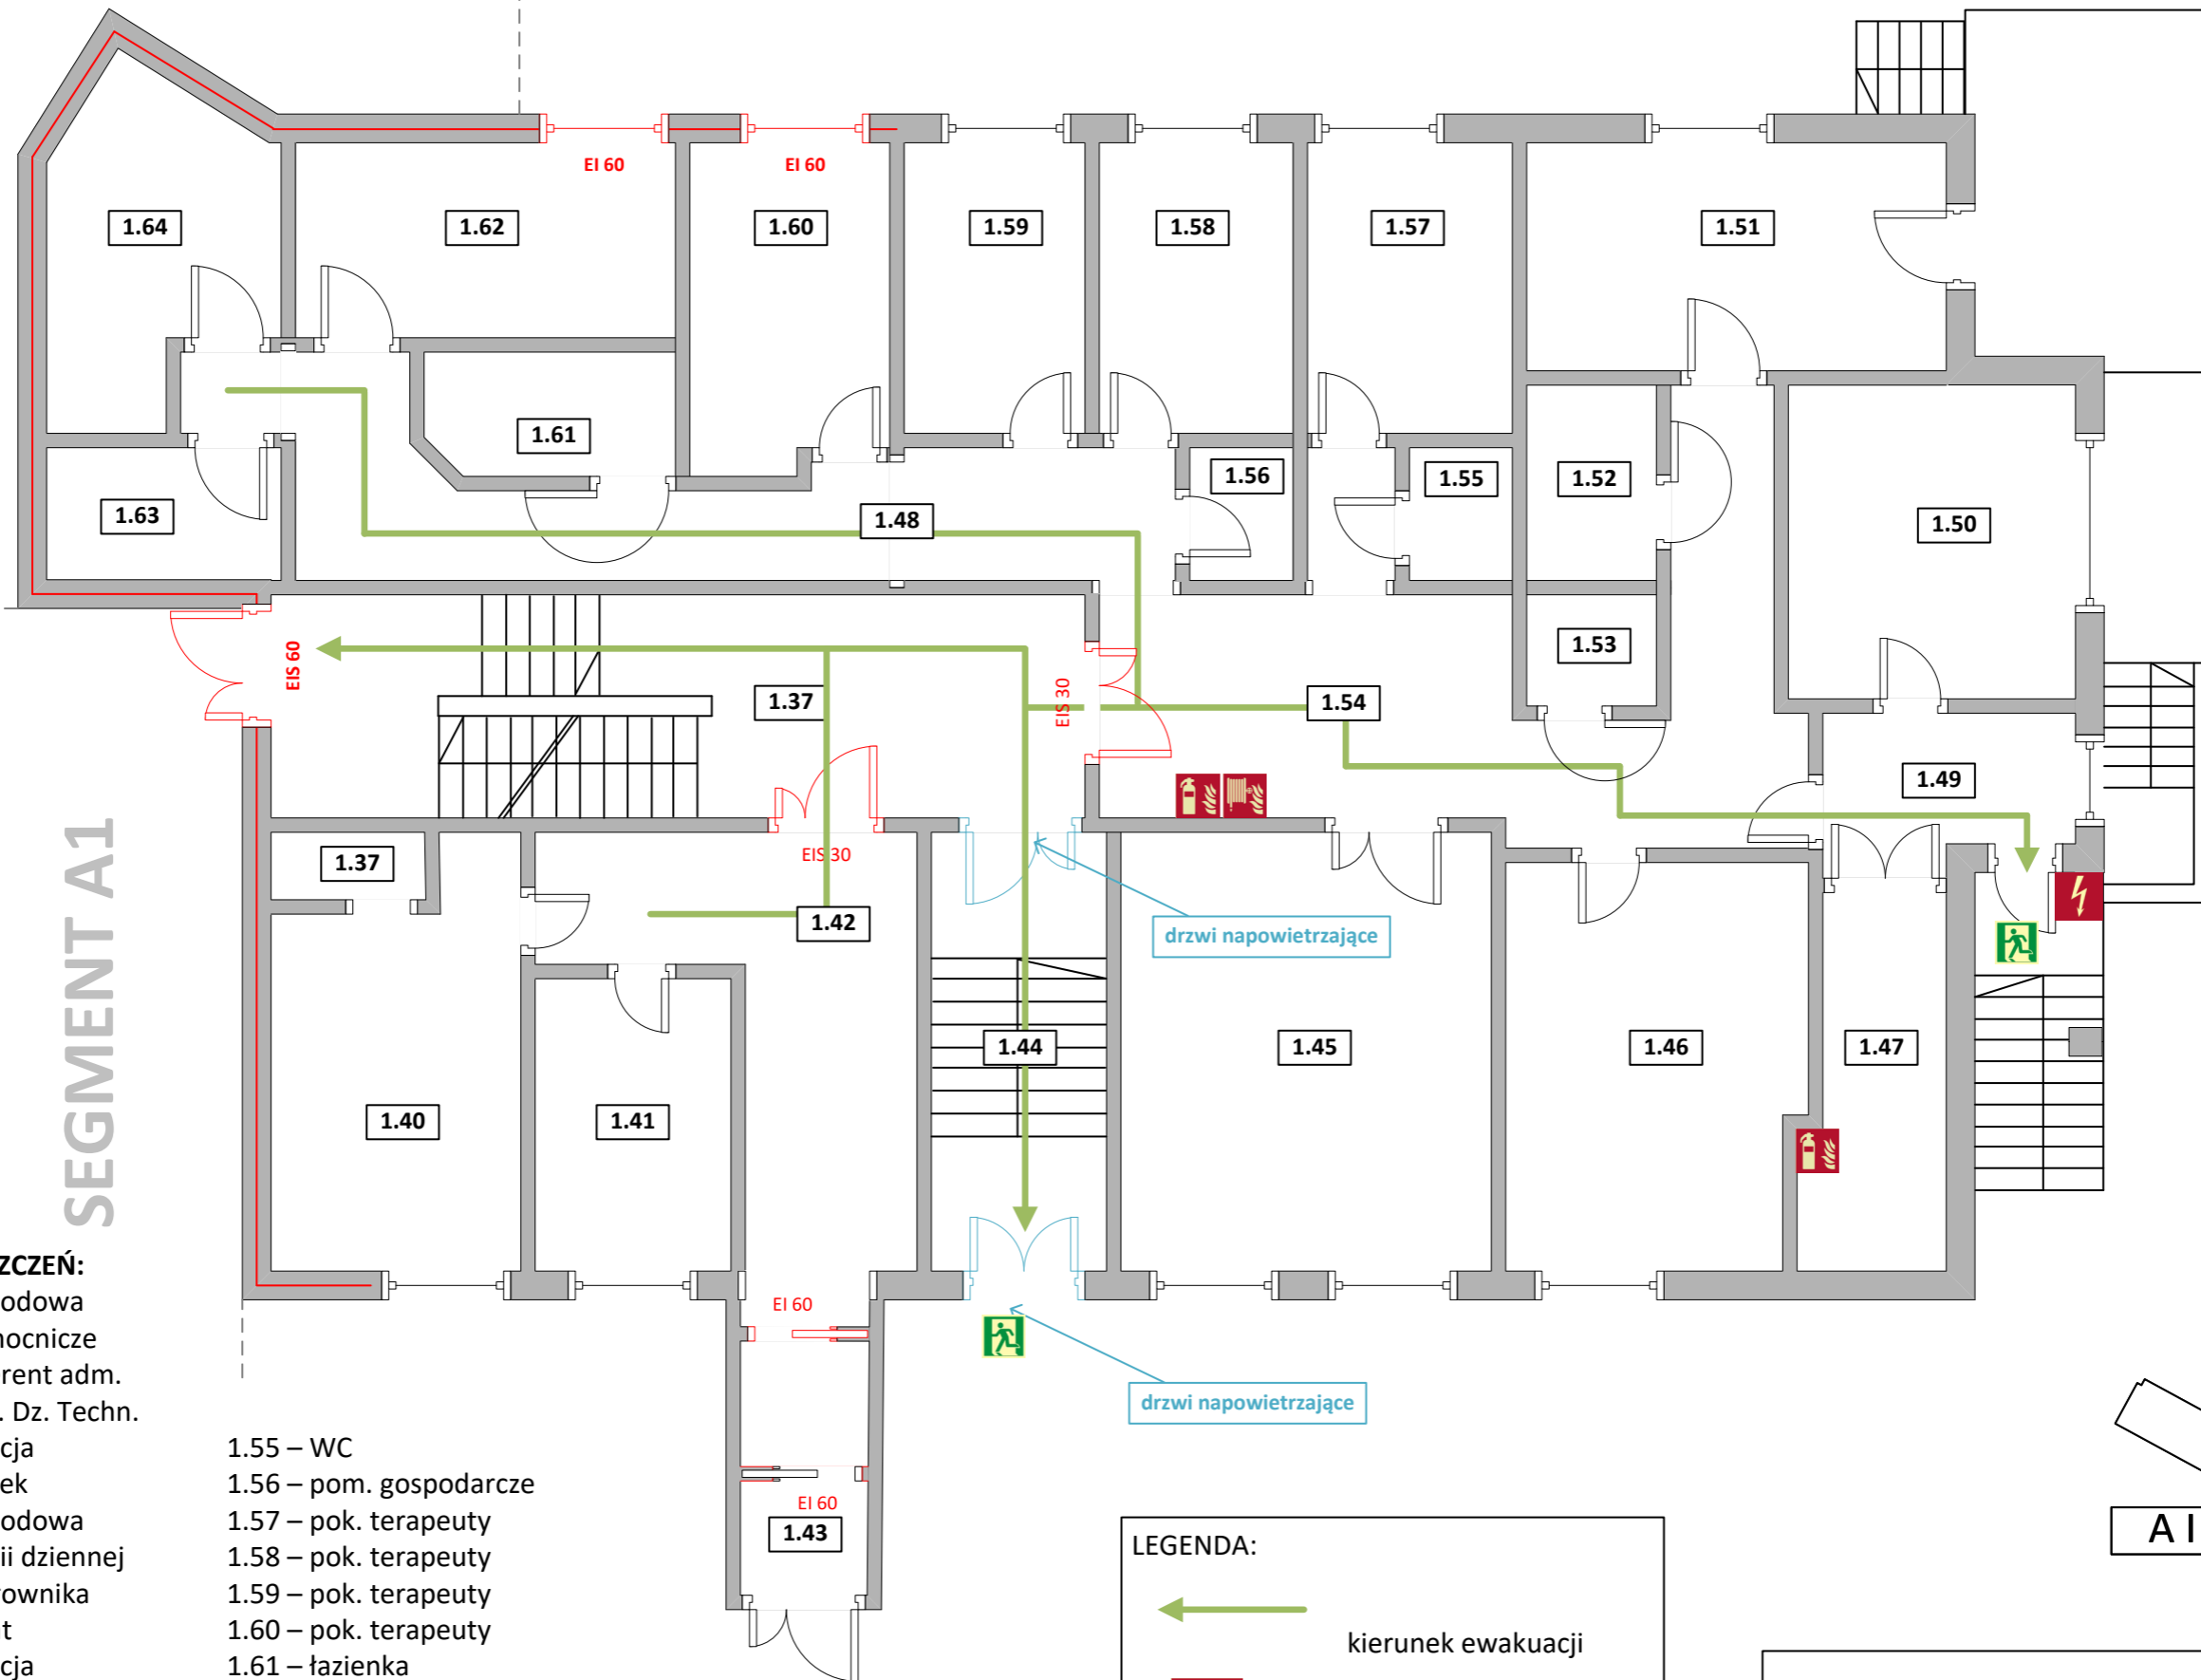 EI 60
EI 60
1.64
1.62
1.60
1.59
1.58
1.57
1.51
1.61
1.56
1.55
1.52
1.63
1.48
1.50
EIS 60
1.37
EIS 30
1.54
1.53
1.49
SEGMENT A1
1.37
EIS 30
1.42
drzwi napowietrzające
1.44
1.45
1.46
1.47
1.40
1.41
EI 60
drzwi napowietrzające
EI 60
1.43
ZCZEŃ:
odowa
nocnicze
rent adm.
. Dz. Techn.
cja
ek
odowa
ii dziennej
rownika
t
cja
1.55 – WC
1.56 – pom. gospodarcze
1.57 – pok. terapeuty
1.58 – pok. terapeuty
1.59 – pok. terapeuty
1.60 – pok. terapeuty
1.61 – łazienka
LEGENDA:
kierunek ewakuacji
A I